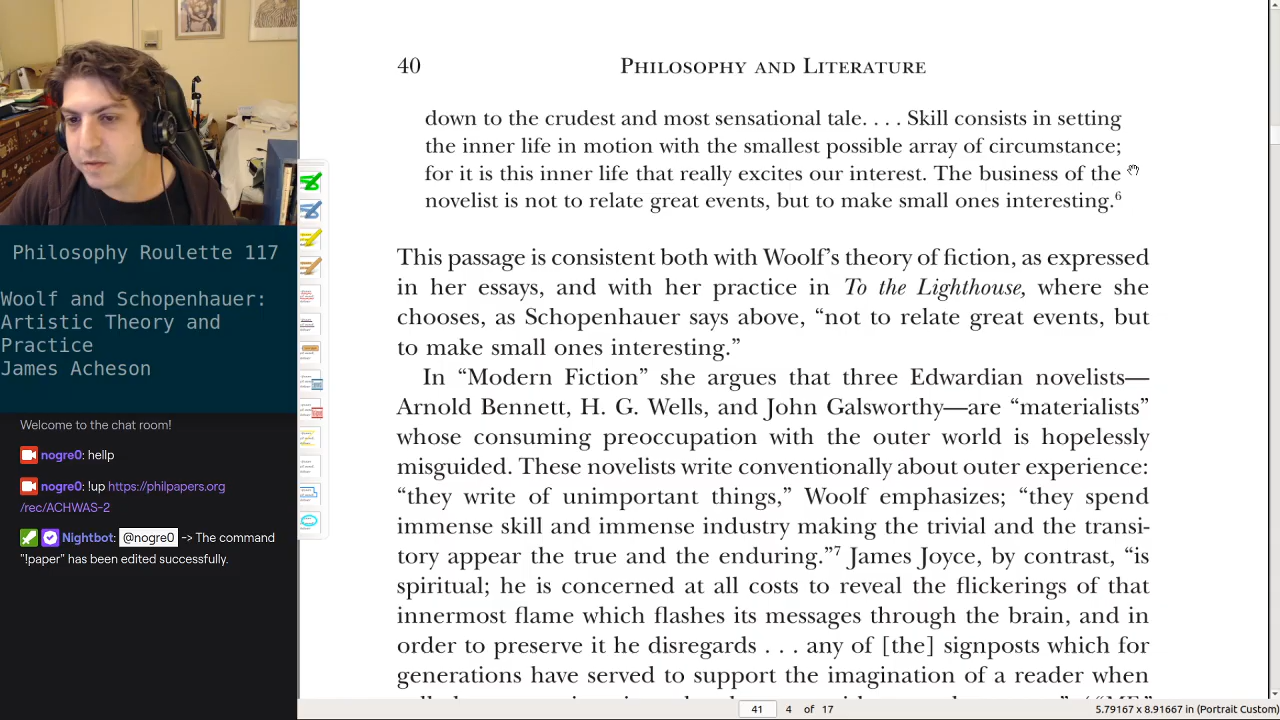 Philosophy Roulette 117
Woolf and Schopenhauer:
Artistic Theory and
Practice
James Acheson
Welcome to the chat room!
nogre0: hellp
nogre0: !up https://philpapers.org
/rec/ACHWAS-2
Nightbot: @nogre0 -> The command
"!paper" has been edited successfully.
40 PHILOSOPHY AND LITERATURE
down to the crudest and most sensational tale. . . . Skill consists in setting
the inner life in motion with the smallest possible array of circumstance;
for it is this inner life that really excites our interest. The business of the
novelist is not to relate great events, but to make small ones interesting.6
This passage is consistent both with Woolf's theory of fiction, as expressed
in her essays, and with her practice in To the Lighthouse, where she
chooses, as Schopenhauer says above, "not to relate great events, but
to make small ones interesting."
In "Modern Fiction" she argues that three Edwardian novelists—
Arnold Bennett, H. G. Wells, and John Galsworthy—are "materialists"
whose consuming preoccupation with the outer world is hopelessly
misguided. These novelists write conventionally about outer experience:
"they write of unimportant things," Woolf emphasizes; "they spend
immense skill and immense industry making the trivial and the transi-
tory appear the true and the enduring."7 James Joyce, by contrast, "is
spiritual; he is concerned at all costs to reveal the flickerings of that
innermost flame which flashes its messages through the brain, and in
order to preserve it he disregards . . . any of [the] signposts which for
generations have served to support the imagination of a reader when
41 4 of 17 5.79167 x 8.91667 in (Portrait Custom)